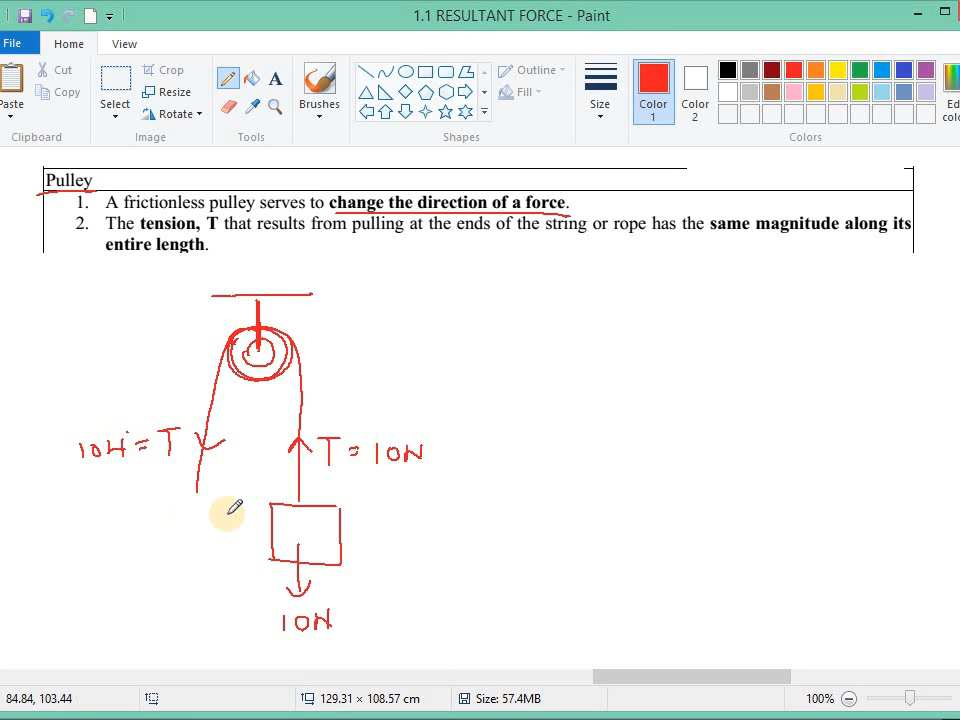 1.1 RESULTANT FORCE - Paint
File Home View
Paste
Cut
Copy
Clipboard
Select
Crop
Resize
Rotate
Image
A
Tools
Brushes
Outline
Fill
Shapes
Size
Color 1
Color 2
Colors
Pulley
1. A frictionless pulley serves to change the direction of a force.
2. The tension, T that results from pulling at the ends of the string or rope has the same magnitude along its
entire length.
10N = T
T = 10N
10N
84.84, 103.44
129.31 × 108.57 cm
Size: 57.4MB
100%